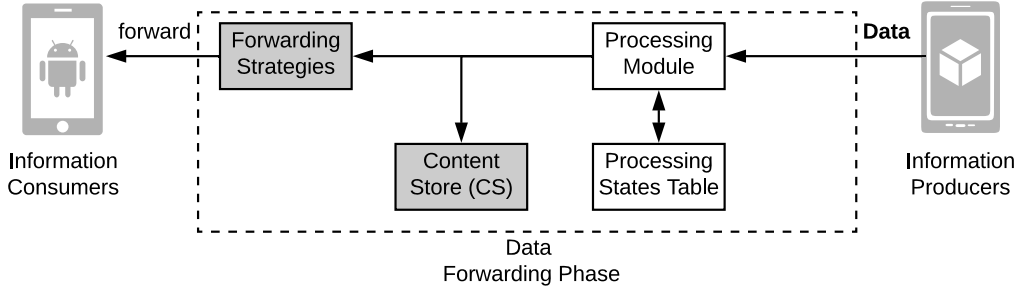 forward
Forwarding
Strategies
Processing
Module
Data
Information
Consumers
Content
Store (CS)
Processing
States Table
Information
Producers
Data
Forwarding Phase